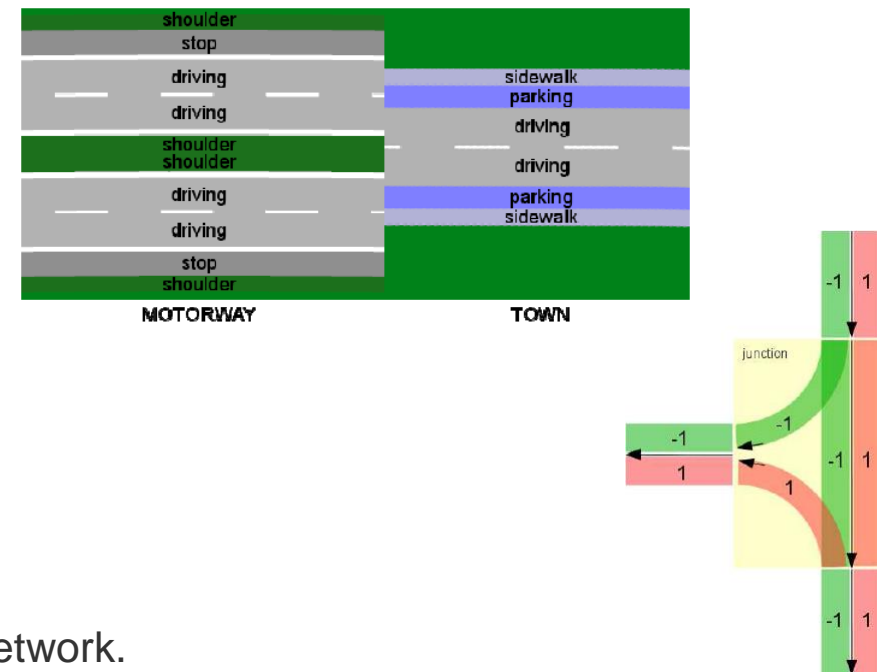 shoulder
stop
driving
driving
shoulder
shoulder
driving
driving
stop
shoulder
MOTORWAY
sidewalk
parking
driving
driving
parking
sidewalk
TOWN
-1 1
junction
-1
-1
1
1
-1 1
-1 1
etwork.